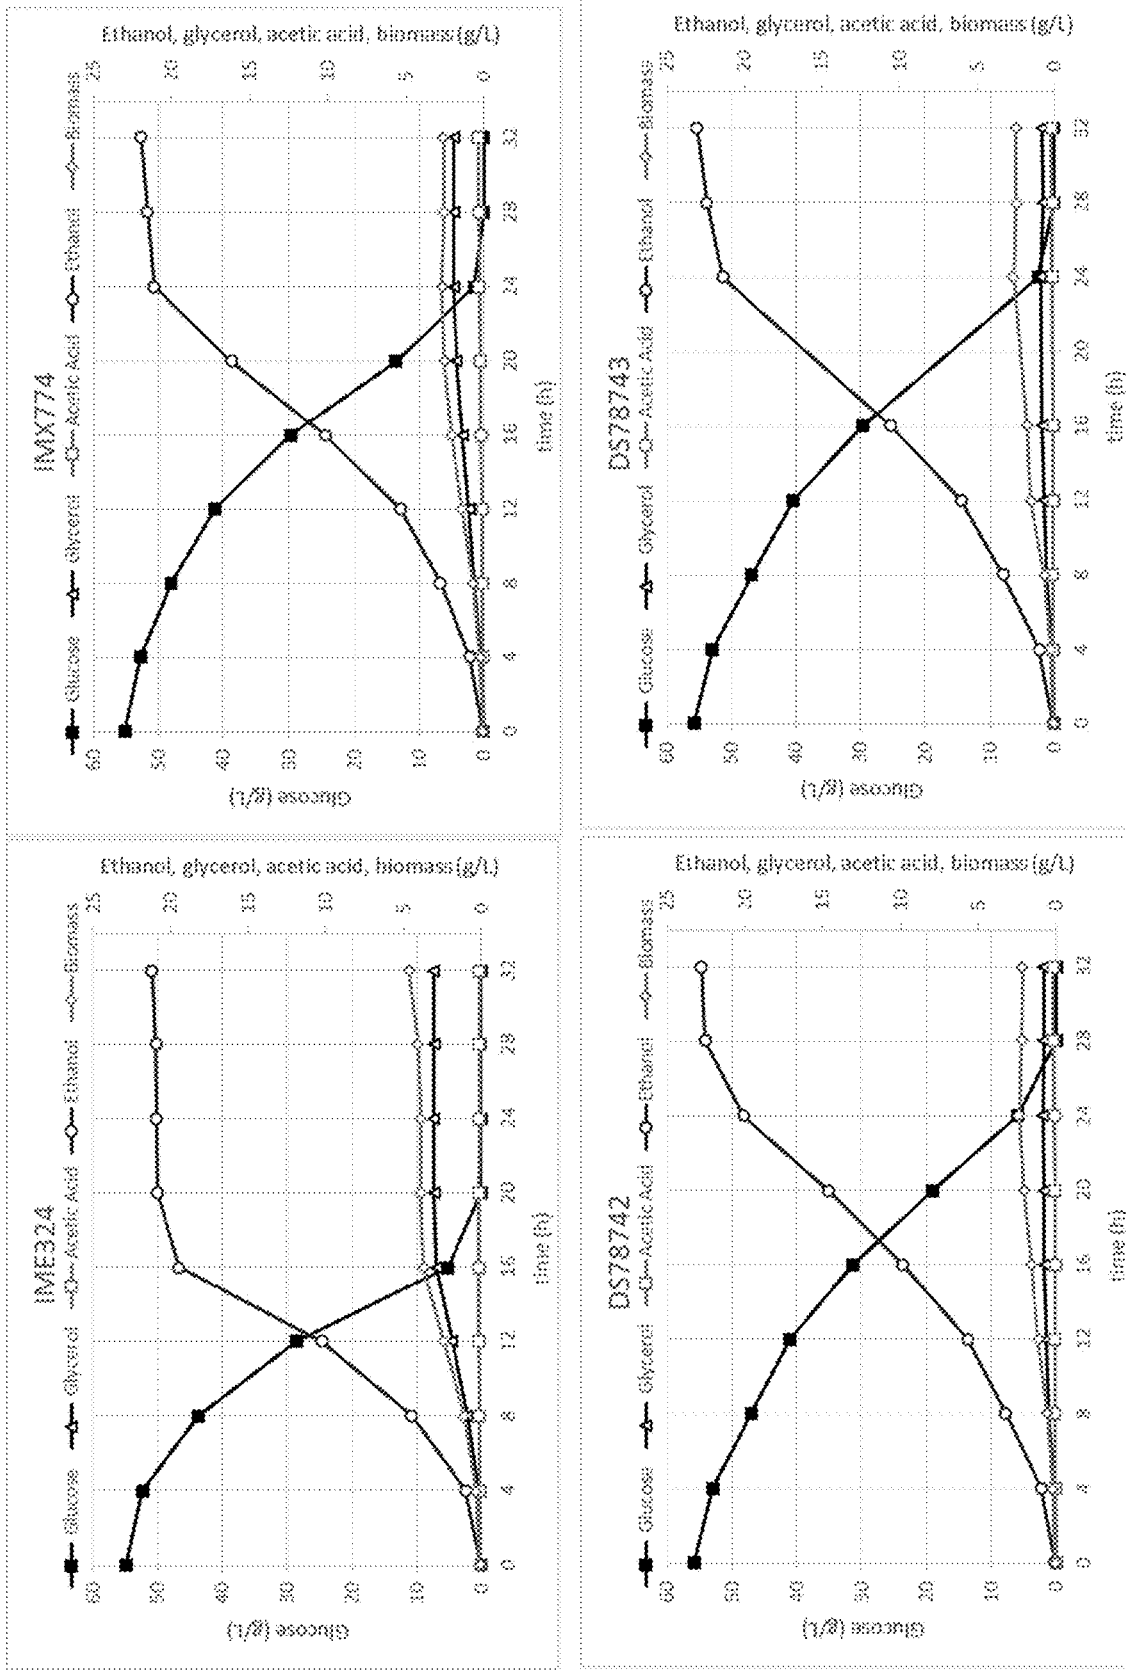 IME324
Glucose Glycerol Acetic Acid Ethanol Biomass
Glucose (g/L)
60
50
40
30
20
10
0
0 4 8 12 16 20 24 28 32
time (h)
25
20
15
10
5
0
Ethanol, glycerol, acetic acid, biomass (g/L)
IMX774
Glucose Glycerol Acetic Acid Ethanol Biomass
Glucose (g/L)
60
50
40
30
20
10
0
0 4 8 12 16 20 24 28 32
time (h)
25
20
15
10
5
0
Ethanol, glycerol, acetic acid, biomass (g/L)
DS78742
Glucose Glycerol Acetic Acid Ethanol Biomass
Glucose (g/L)
60
50
40
30
20
10
0
0 4 8 12 16 20 24 28 32
time (h)
25
20
15
10
5
0
Ethanol, glycerol, acetic acid, biomass (g/L)
DS78743
Glucose Glycerol Acetic Acid Ethanol Biomass
Glucose (g/L)
60
50
40
30
20
10
0
0 4 8 12 16 20 24 28 32
time (h)
25
20
15
10
5
0
Ethanol, glycerol, acetic acid, biomass (g/L)